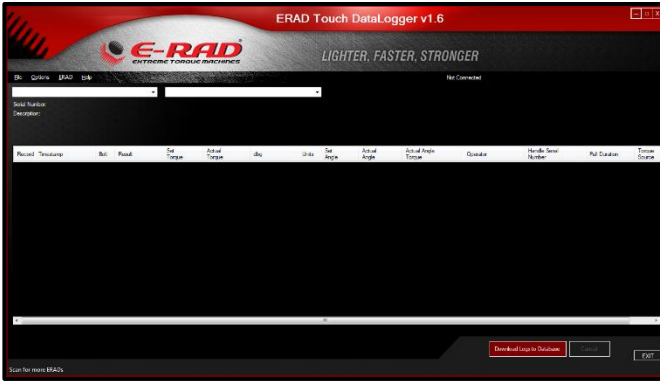 ERAD Touch DataLogger v1.6
E-RAD
EXTREME TORQUE MACHINES
LIGHTER, FASTER, STRONGER
File Options ERAD Help
Not Connected
Serial Number:
Description:
Record Timestamp Bolt Result Set Torque Actual Torque Units Set Angle Actual Angle Actual Angle Torque Operator Handle Serial Number Pull Duration Torque Source
Download Logs to Database Cancel EXIT
Scan for more ERADs